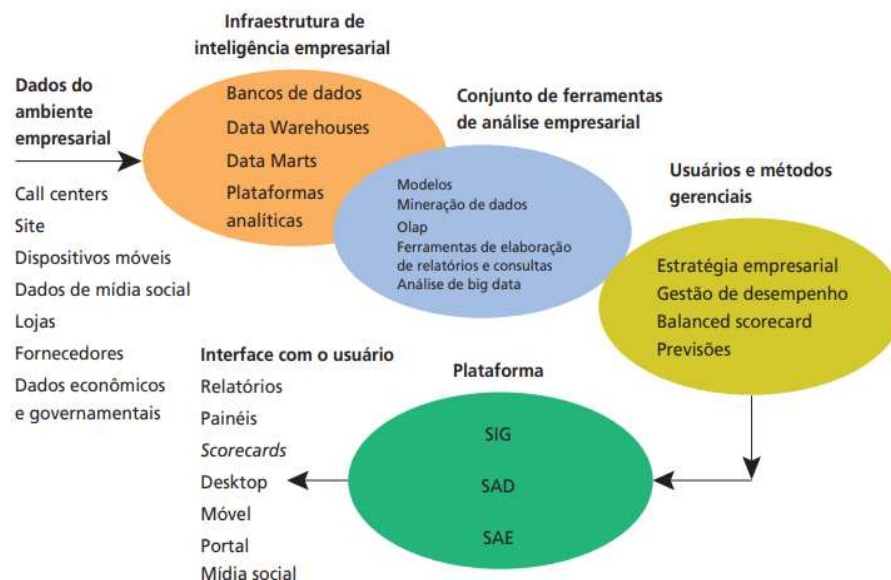 Infraestrutura de
inteligência empresarial
Dados do
ambiente
empresarial
Call centers
Site
Dispositivos móveis
Dados de mídia social
Lojas
Fornecedores
Dados econômicos
e governamentais
Bancos de dados
Data Warehouses
Data Marts
Plataformas
analíticas
Conjunto de ferramentas
de análise empresarial
Modelos
Mineração de dados
Olap
Ferramentas de elaboração
de relatórios e consultas
Análise de big data
Usuários e métodos
gerenciais
Estratégia empresarial
Gestão de desempenho
Balanced scorecard
Previsões
Plataforma
SIG
SAD
SAE
Interface com o usuário
Relatórios
Painéis
Scorecards
Desktop
Móvel
Portal
Mídia social